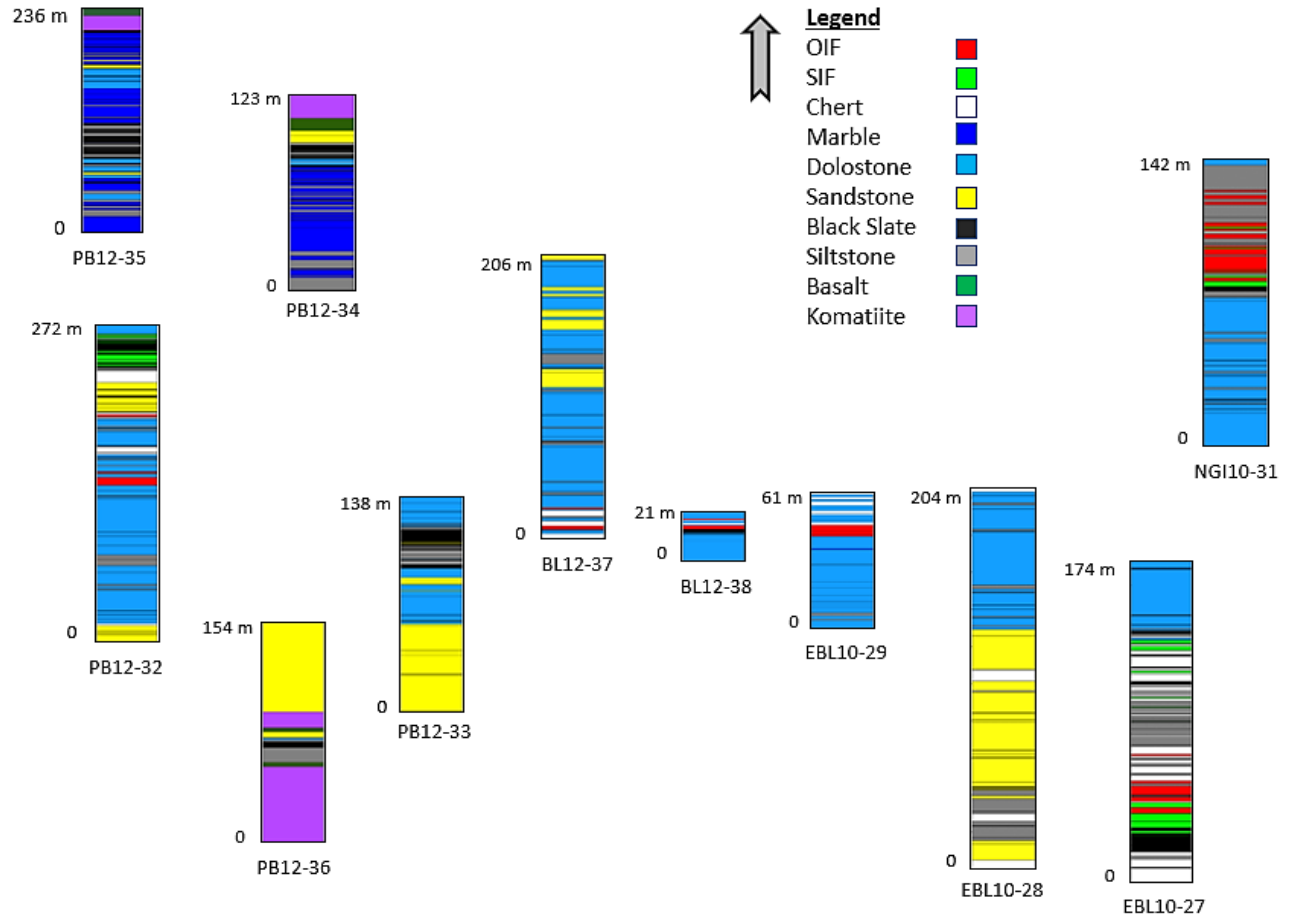 236 m
0
PB12-35
123 m
0
PB12-34
Legend
OIF
SIF
Chert
Marble
Dolostone
Sandstone
Black Slate
Siltstone
Basalt
Komatiite
142 m
0
NGI10-31
272 m
0
PB12-32
206 m
0
BL12-37
138 m
0
PB12-33
21 m
0
BL12-38
61 m
0
EBL10-29
204 m
0
EBL10-28
174 m
0
EBL10-27
154 m
0
PB12-36